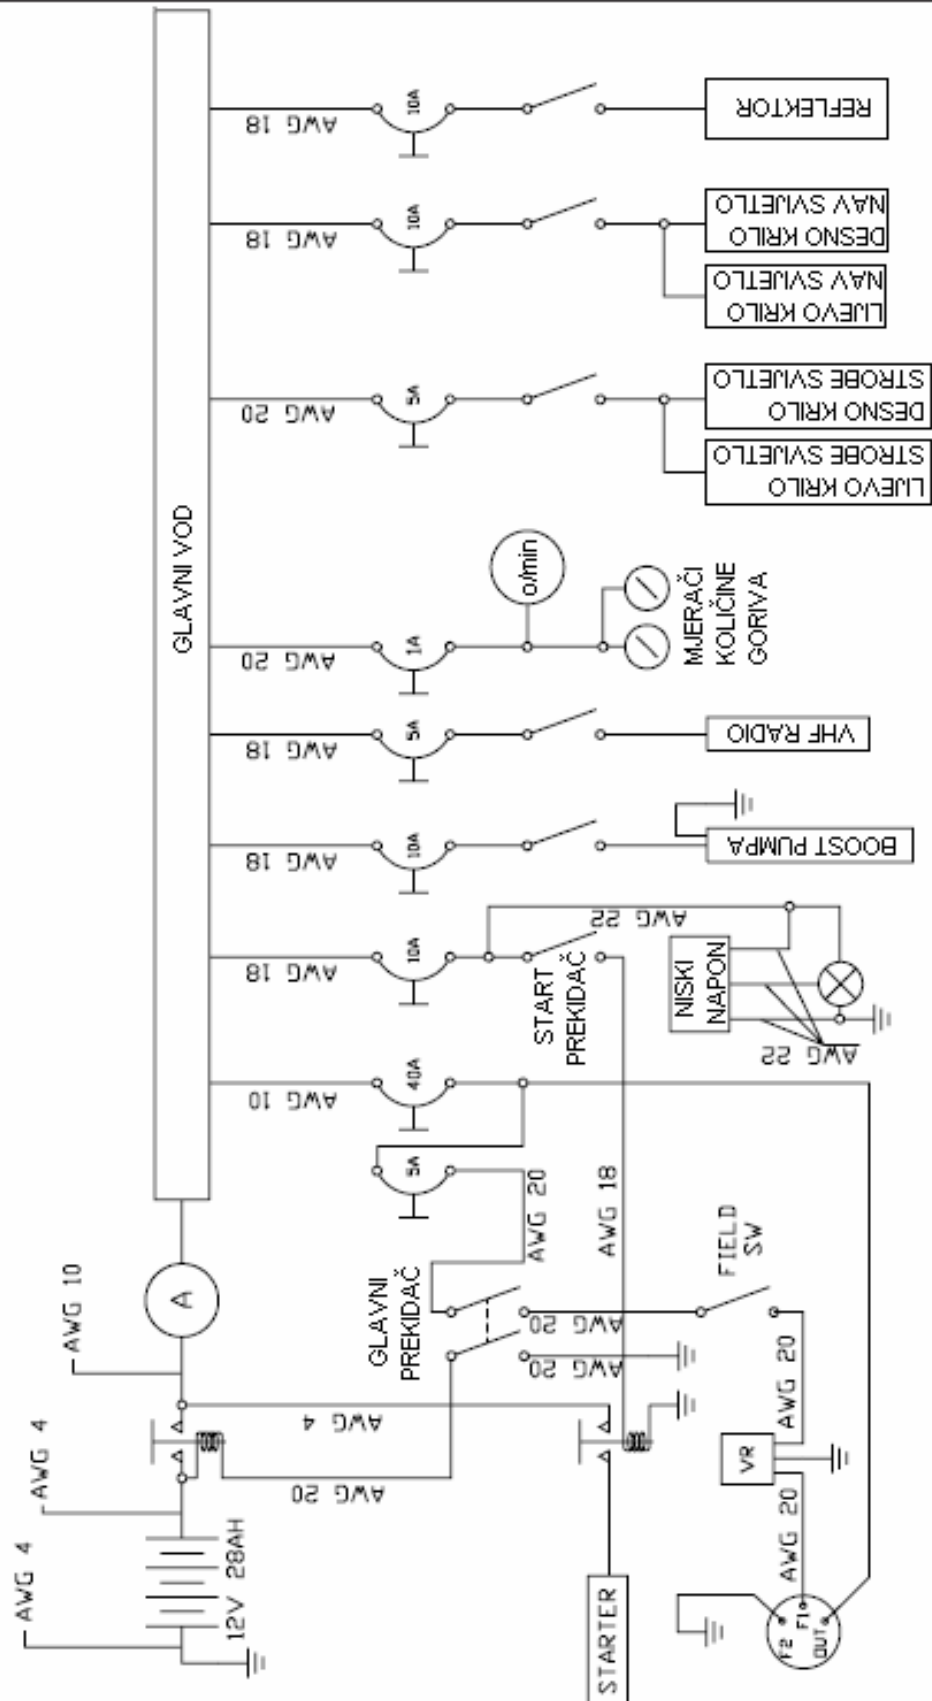 GLAVNI VOD
AWG 18
10A
REFLEKTOR
AWG 18
10A
DESNO KRILO
NAV SVIJETLO
LIJEVO KRILO
NAV SVIJETLO
AWG 20
5A
DESNO KRILO
STROBE SVIJETLO
LIJEVO KRILO
STROBE SVIJETLO
AWG 20
1A
o/min
MJERAČI
KOLIČINE
GORIVA
AWG 18
5A
VHF RADIO
AWG 18
10A
BOOST PUMPA
AWG 18
10A
START
PREKIDAČ
AWG 22
NISKI
NAPON
AWG 22
AWG 10
40A
5A
AWG 20
AWG 18
GLAVNI
PREKIDAČ
AWG 20
AWG 20
FIELD
SW
AWG 20
VR
AWG 20
F2
F1
OUT
A
AWG 10
AWG 4
AWG 20
AWG 4
AWG 4
12V 28AH
STARTER